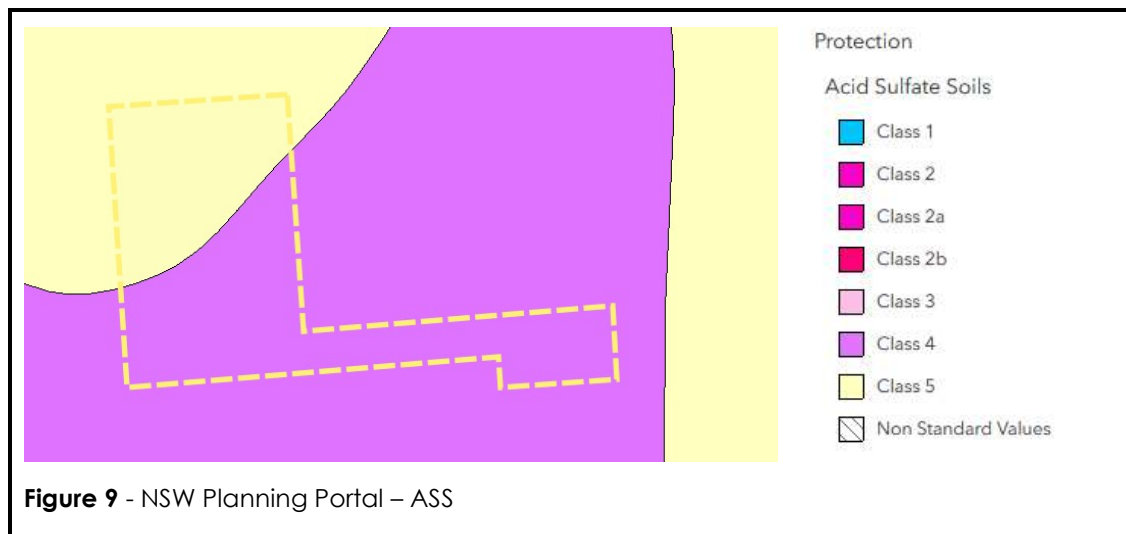 Protection
Acid Sulfate Soils
Class 1
Class 2
Class 2a
Class 2b
Class 3
Class 4
Class 5
Non Standard Values
Figure 9 - NSW Planning Portal – ASS